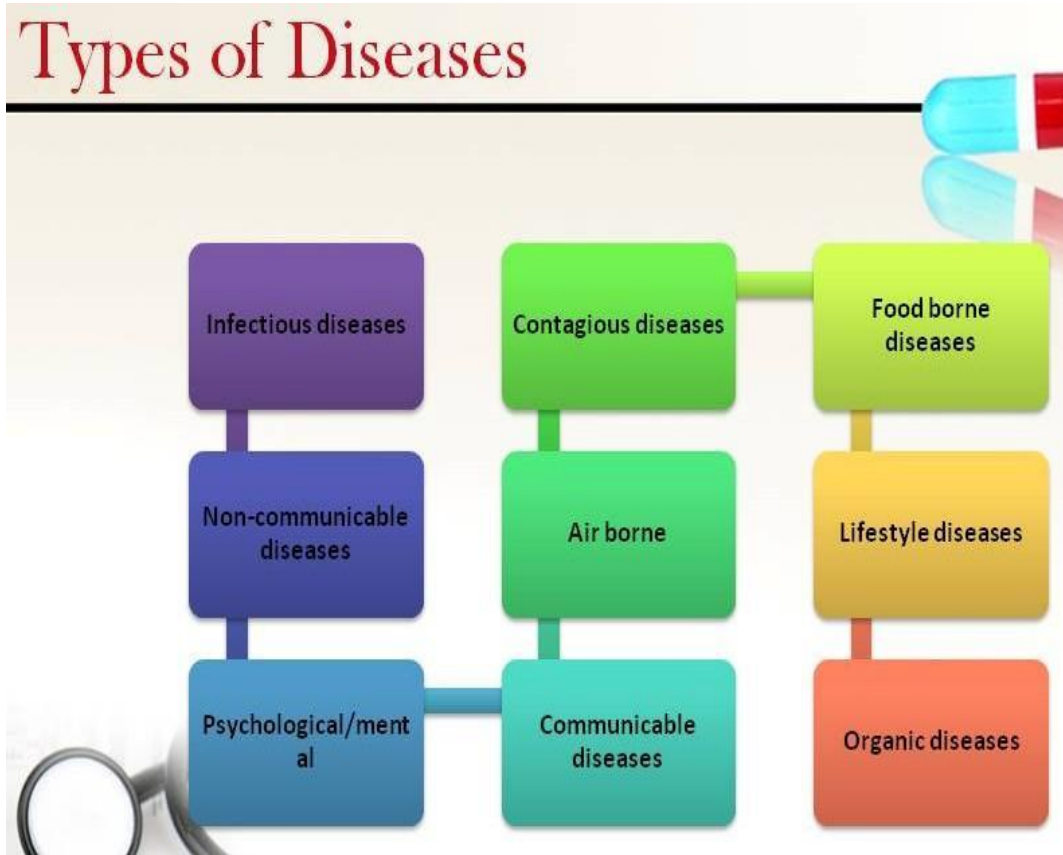 Types of Diseases
Infectious diseases
Non-communicable
diseases
Psychological/ment
al
Communicable
diseases
Air borne
Contagious diseases
Food borne
diseases
Lifestyle diseases
Organic diseases